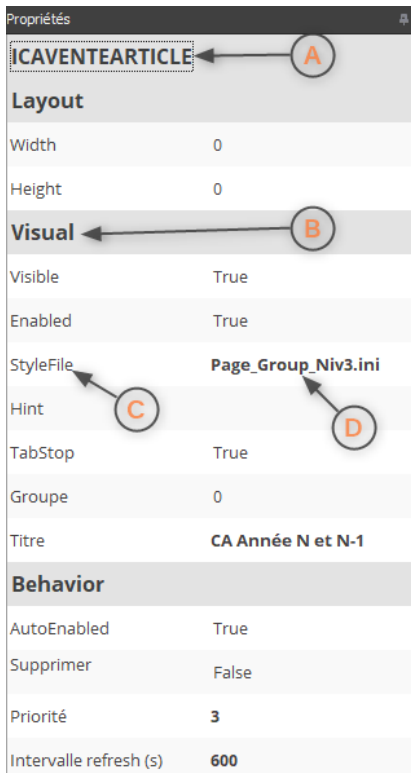 Propriétés
ICAVENTEARTICLE A
Layout
Width 0
Height 0
Visual B
Visible True
Enabled True
StyleFile Page_Group_Niv3.ini
Hint C D
TabStop True
Groupe 0
Titre CA Année N et N-1
Behavior
AutoEnabled True
Supprimer False
Priorité 3
Intervalle refresh (s) 600